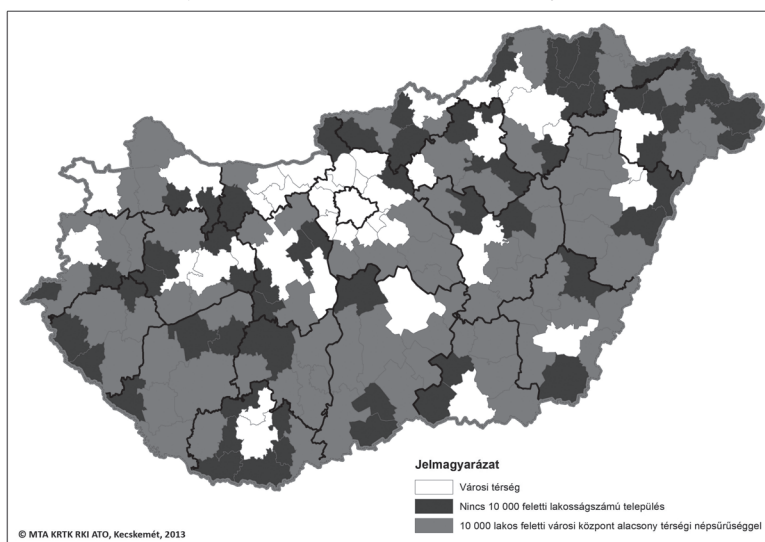 Jelmagyarázat
Városi térség
Nincs 10 000 feletti lakosságszámú település
10 000 lakos feletti városi központ alacsony térségi népsűrűséggel
© MTA KRTK RKI ATO, Kecskemét, 2013